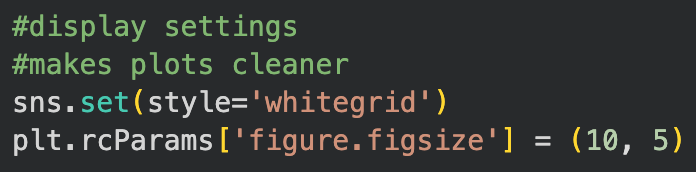 #display settings
#makes plots cleaner
sns.set(style='whitegrid')
plt.rcParams['figure.figsize'] = (10, 5)